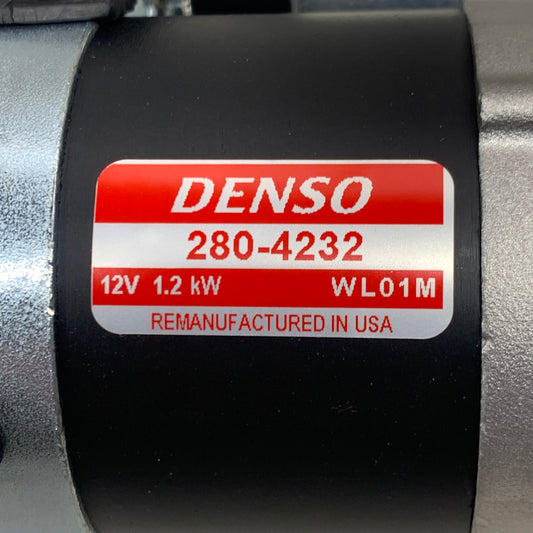 DENSO
280-4232
12V 1.2 kW WL01M
REMANUFACTURED IN USA